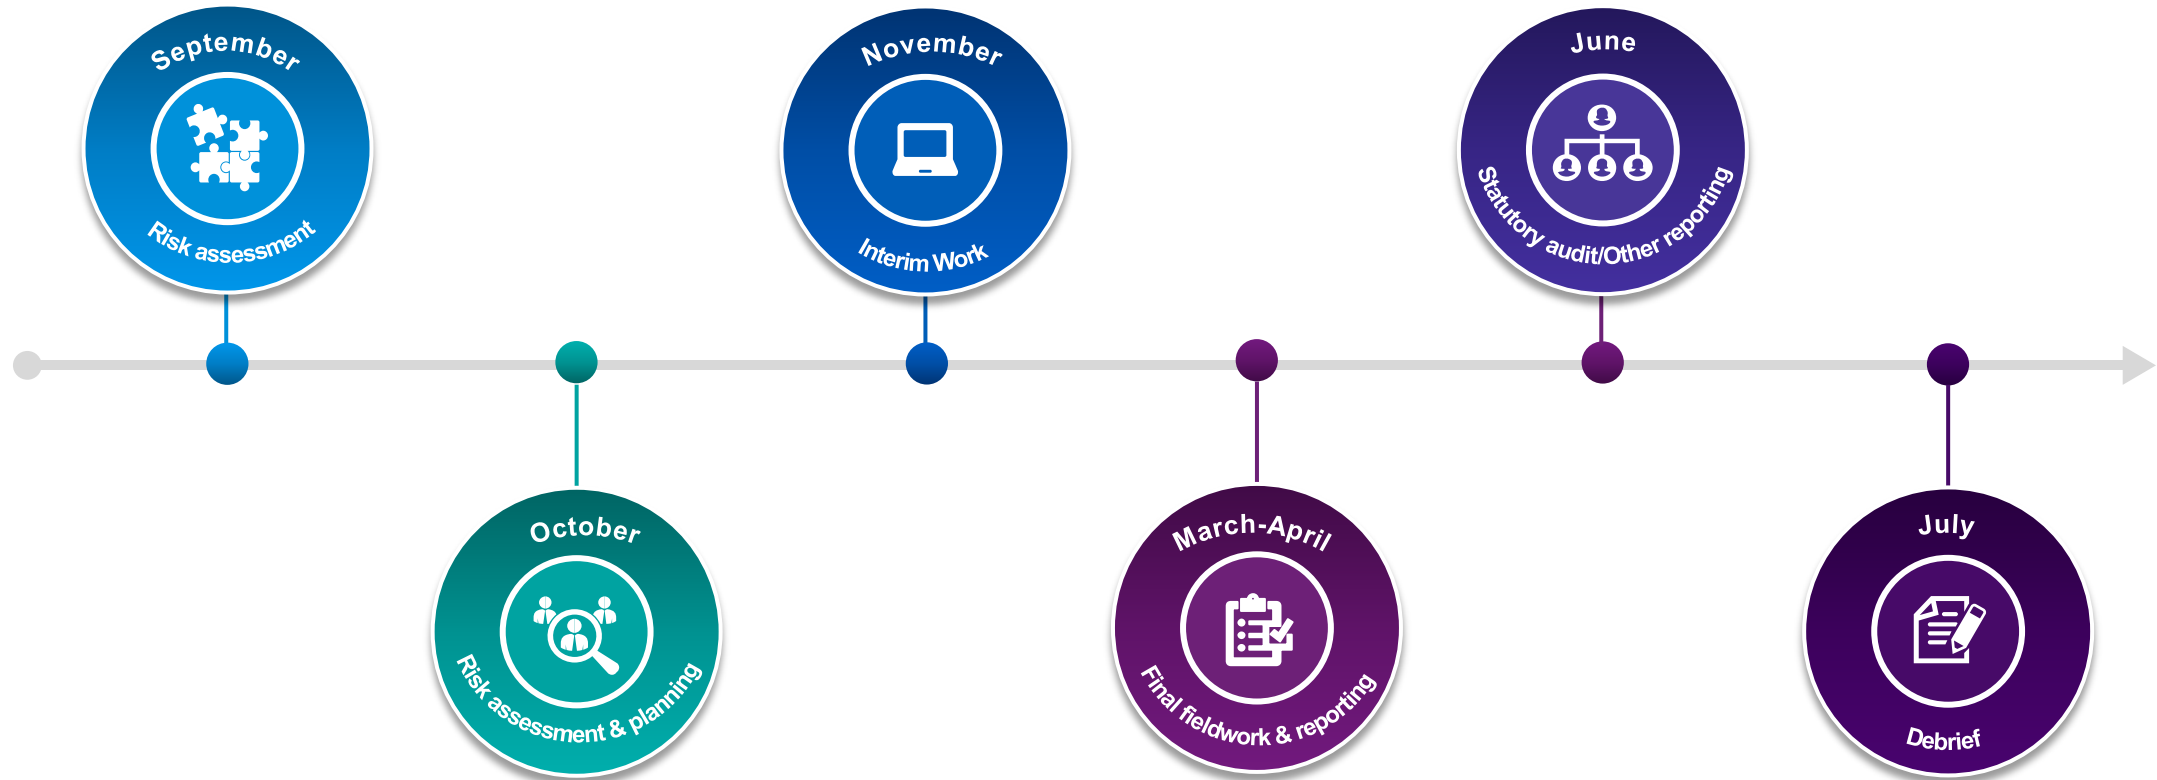 September
Risk assessment
October
Risk assessment & planning
November
Interim Work
March-April
Final fieldwork & reporting
June
Statutory audit/Other reporting
July
Debrief